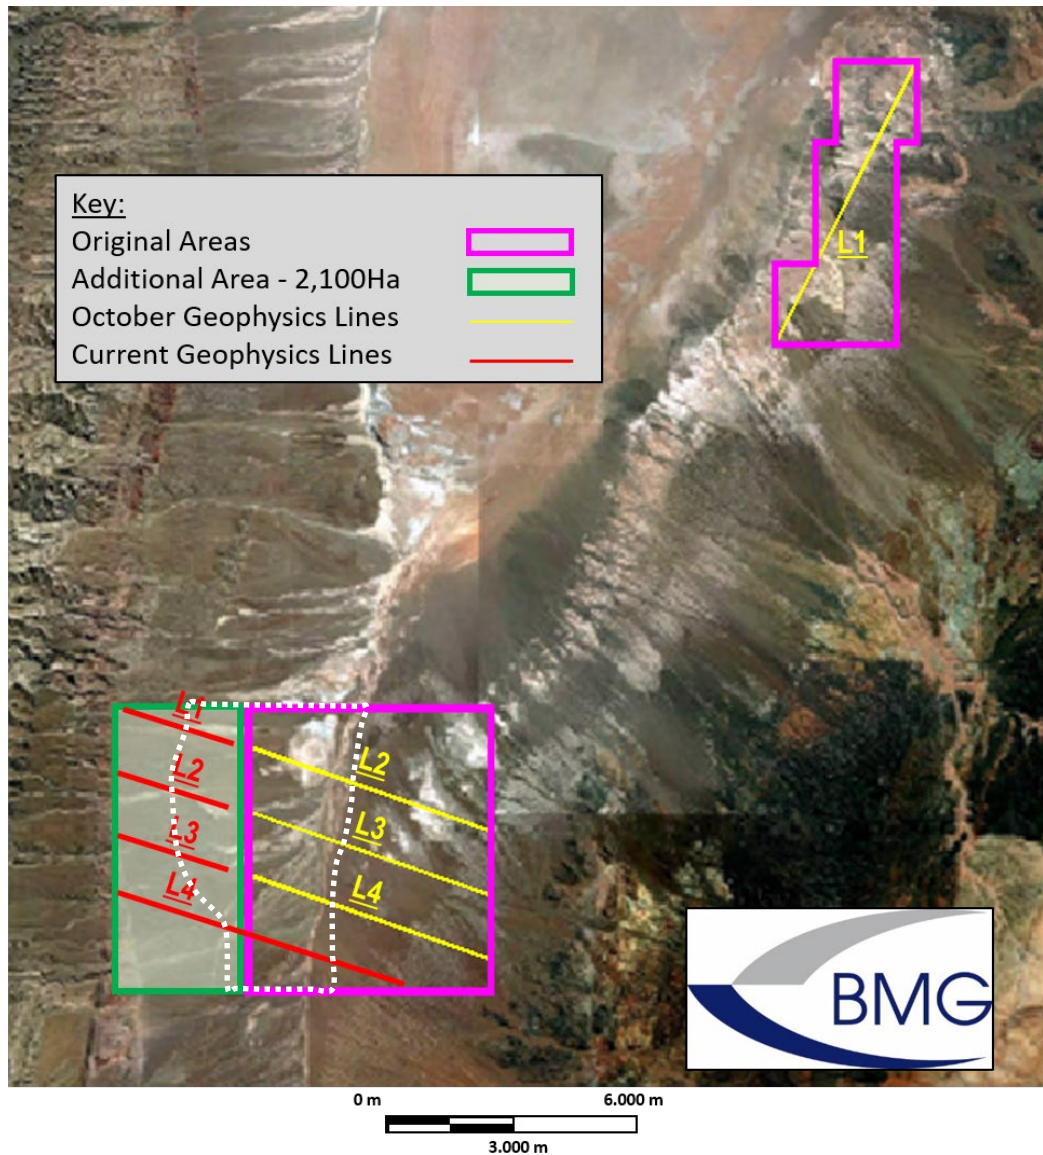 Key:
Original Areas
Additional Area - 2,100Ha
October Geophysics Lines
Current Geophysics Lines
L1
L1
L2
L2
L3
L3
L4
L4
BMG
0 m 6.000 m
3.000 m